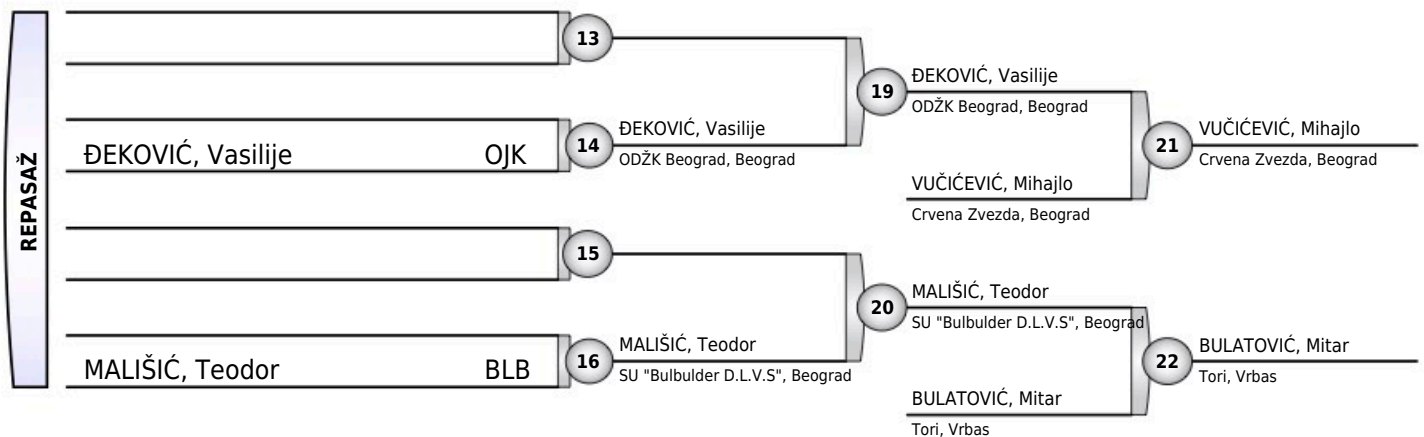 REPASAŽ
13
ĐEKOVIĆ, Vasilije OJK
14
ĐEKOVIĆ, Vasilije
ODŽK Beograd, Beograd
15
MALIŠIĆ, Teodor BLB
16
MALIŠIĆ, Teodor
SU "Bulbulder D.L.V.S", Beograd
19
ĐEKOVIĆ, Vasilije
ODŽK Beograd, Beograd
VUČIĆEVIĆ, Mihajlo
Crvena Zvezda, Beograd
20
MALIŠIĆ, Teodor
SU "Bulbulder D.L.V.S", Beograd
BULATOVIĆ, Mitar
Tori, Vrbas
21
VUČIĆEVIĆ, Mihajlo
Crvena Zvezda, Beograd
22
BULATOVIĆ, Mitar
Tori, Vrbas